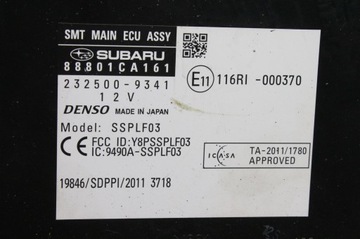 SMT MAIN ECU ASSY
SUBARU
88801CA161
232500-9341
12V
DENSO MADE IN JAPAN
Model: SSPLF03
CE FCC ID:Y8PSSPLF03
IC:9490A-SSPLF03
19846/SDPPI/2011 3718
E11 116RI -000370
ICASA
TA-2011/1780
APPROVED